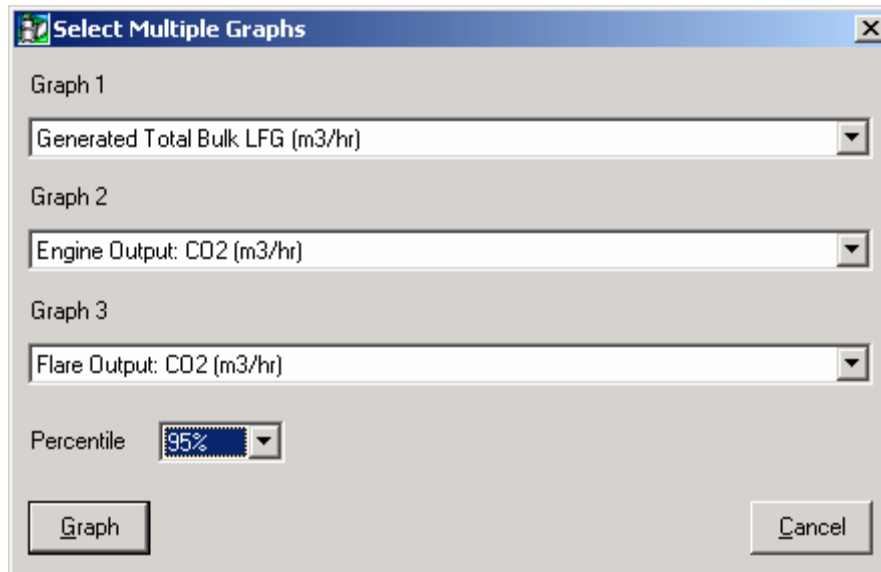 Select Multiple Graphs
Graph 1
Generated Total Bulk LFG (m3/hr)
Graph 2
Engine Output: CO2 (m3/hr)
Graph 3
Flare Output: CO2 (m3/hr)
Percentile 95%
Graph Cancel